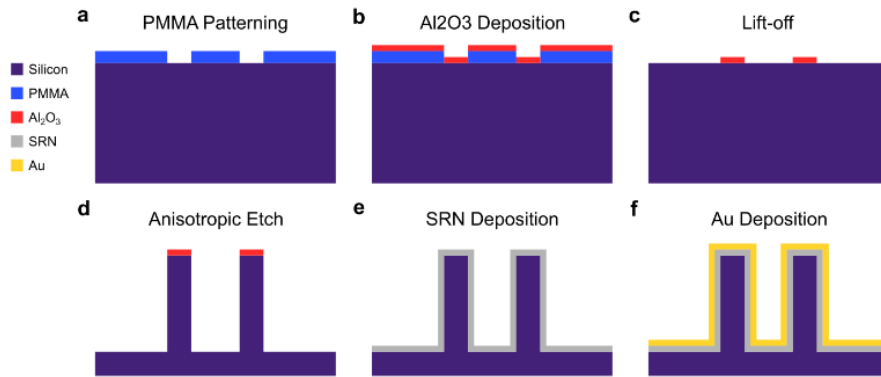 a PMMA Patterning
b Al2O3 Deposition
c Lift-off
Silicon
PMMA
Al₂O₃
SRN
Au
d Anisotropic Etch
e SRN Deposition
f Au Deposition